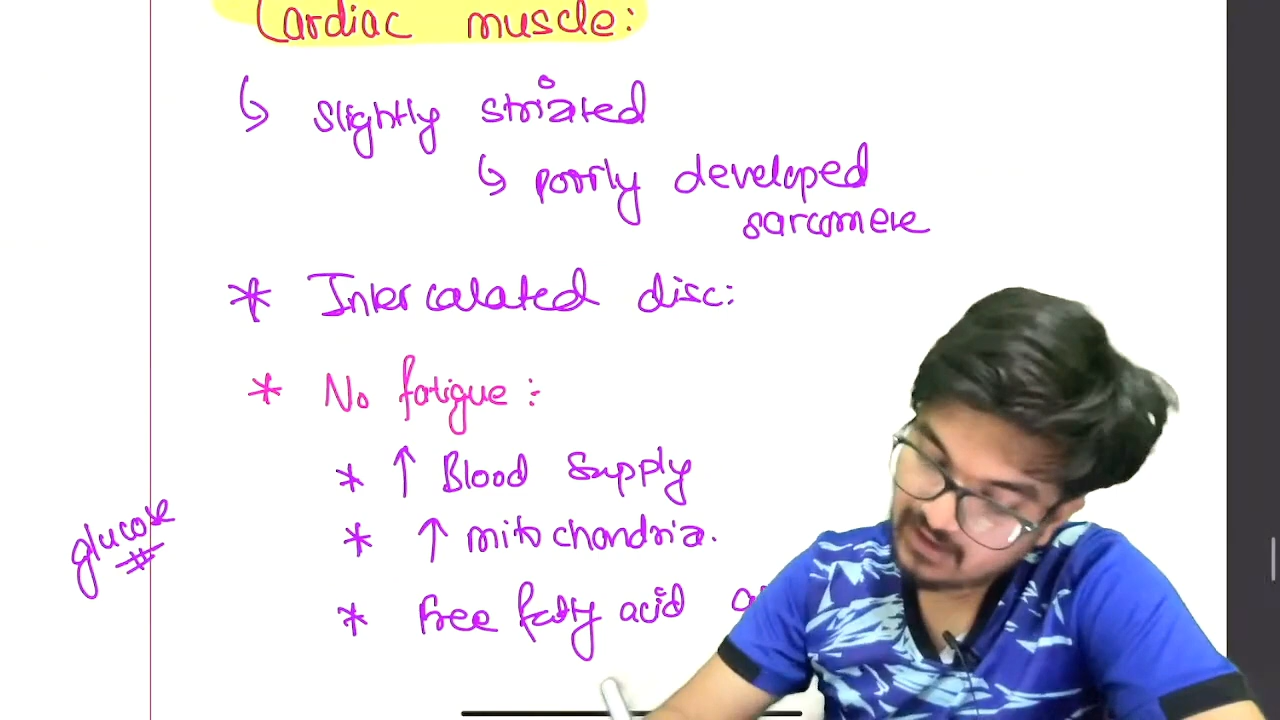 Cardiac muscle:
↳ slightly striated
↳ poorly developed
sarcomere
* Intercalated disc:
* No fatigue :-
* ↑ Blood supply
* ↑ mitochondria.
glucose
* Free fatty acid